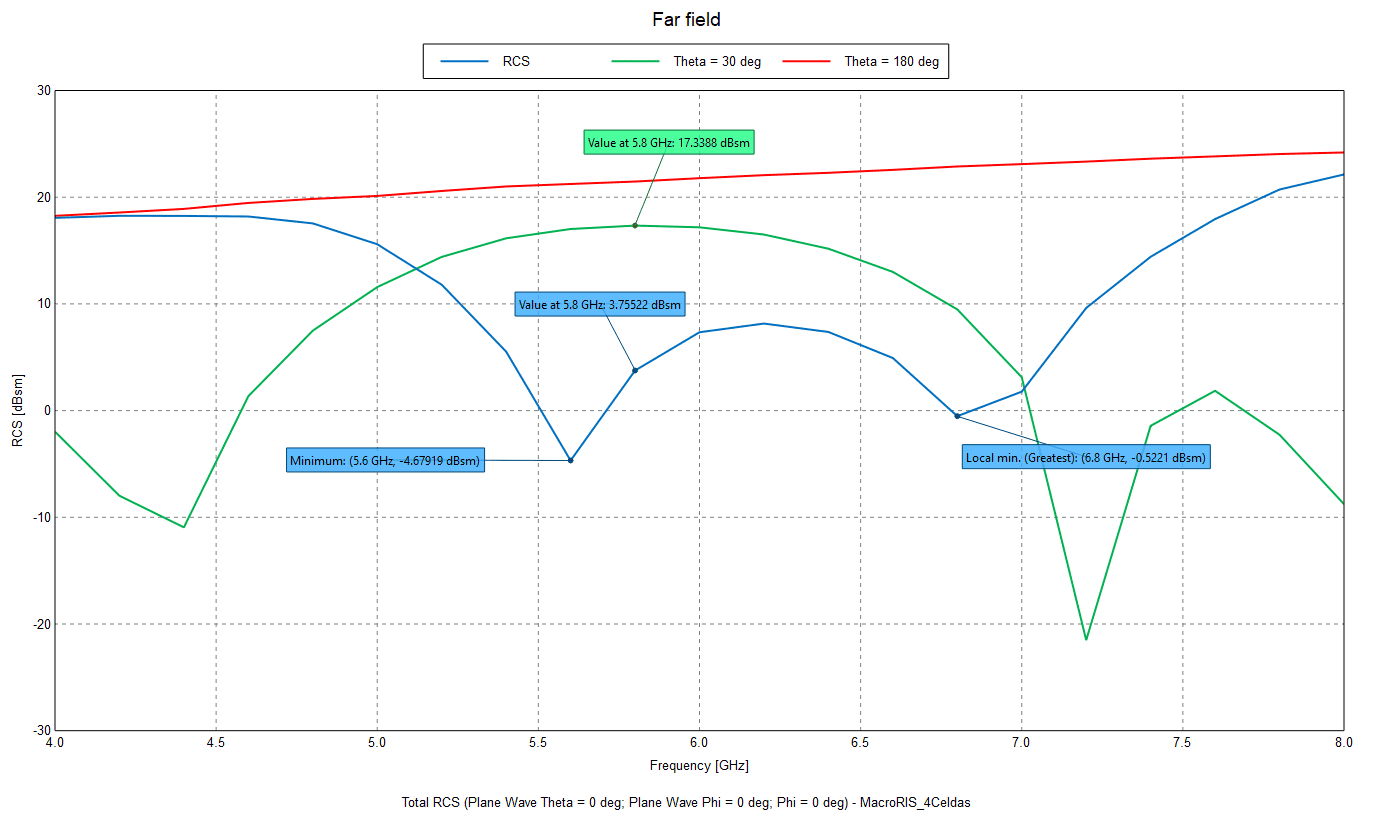 Far field
RCS
Theta = 30 deg
Theta = 180 deg
30
20
10
0
-10
-20
-30
RCS [dBsm]
Value at 5.8 GHz: 17.3388 dBsm
Value at 5.8 GHz: 3.75522 dBsm
Minimum: (5.6 GHz, -4.67919 dBsm)
Local min. (Greatest): (6.8 GHz, -0.5221 dBsm)
4.0 4.5 5.0 5.5 6.0 6.5 7.0 7.5 8.0
Frequency [GHz]
Total RCS (Plane Wave Theta = 0 deg; Plane Wave Phi = 0 deg; Phi = 0 deg) - MacroRIS_4Celdas